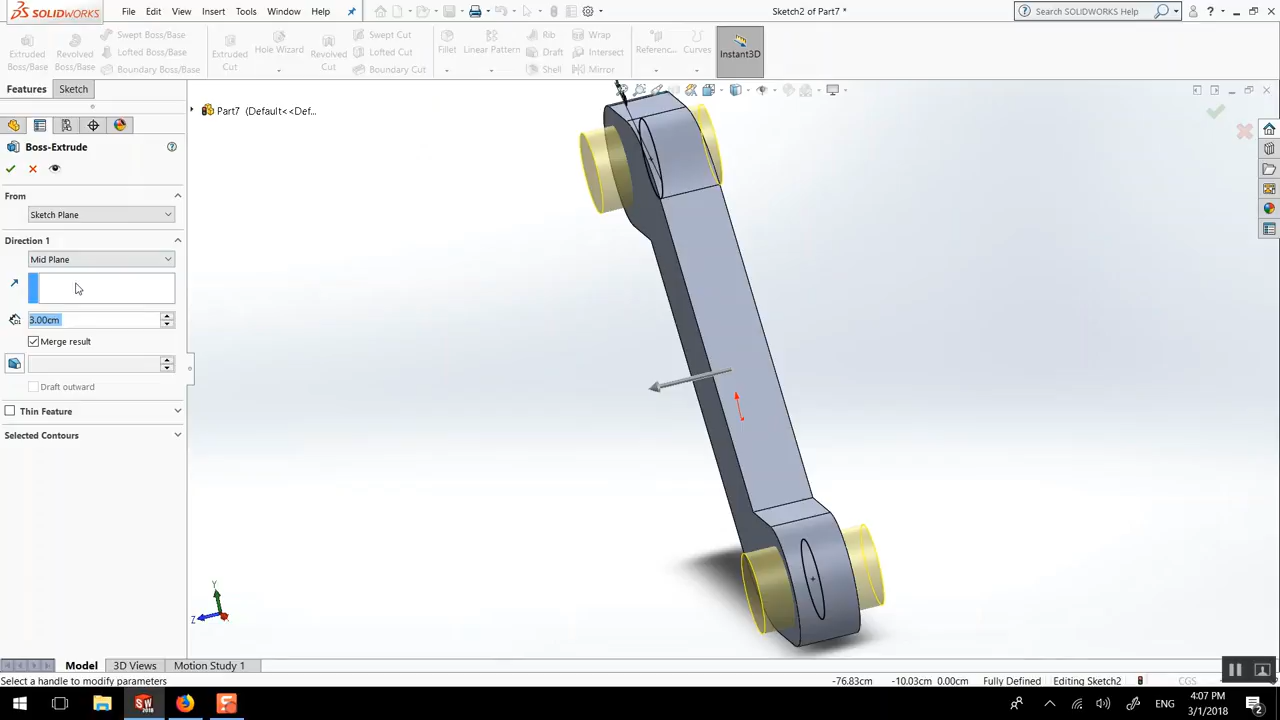 SOLIDWORKS
File Edit View Insert Tools Window Help
Sketch2 of Part7 *
Search SOLIDWORKS Help
Extruded Boss/Base
Revolved Boss/Base
Swept Boss/Base
Lofted Boss/Base
Boundary Boss/Base
Extruded Cut
Hole Wizard
Revolved Cut
Swept Cut
Lofted Cut
Boundary Cut
Fillet
Linear Pattern
Rib
Draft
Shell
Wrap
Intersect
Mirror
Referenc...
Curves
Instant3D
Features Sketch
Part7 (Default<<Def...
Boss-Extrude
From
Sketch Plane
Direction 1
Mid Plane
3.00cm
Merge result
Draft outward
Thin Feature
Selected Contours
Y
Z
Model 3D Views Motion Study 1
Select a handle to modify parameters
-76.83cm -10.03cm 0.00cm Fully Defined Editing Sketch2 CGS
SW 2018
ENG
4:07 PM
3/1/2018
2